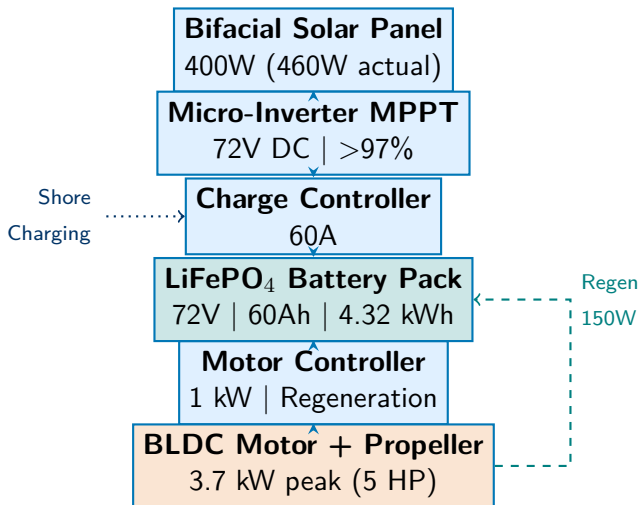 Bifacial Solar Panel
400W (460W actual)
Micro-Inverter MPPT
72V DC | >97%
Shore
Charging
Charge Controller
60A
LiFePO₄ Battery Pack
72V | 60Ah | 4.32 kWh
Regen
150W
Motor Controller
1 kW | Regeneration
BLDC Motor + Propeller
3.7 kW peak (5 HP)